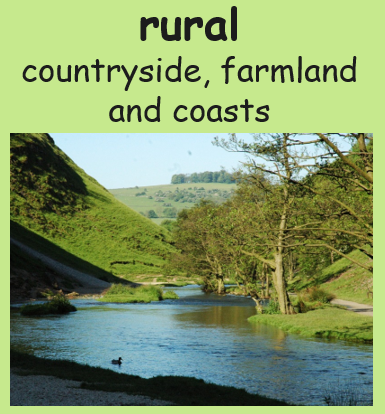 rural
countryside, farmland
and coasts